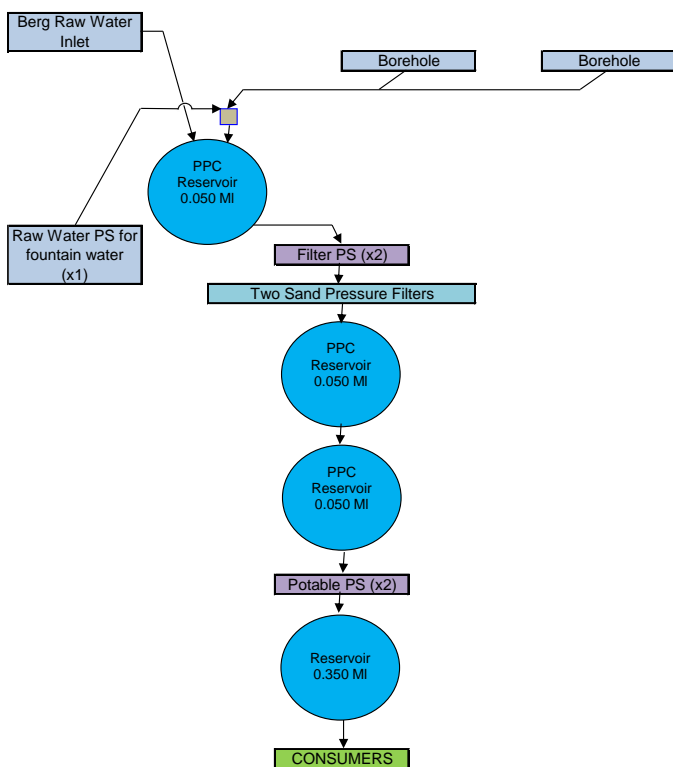 Berg Raw Water
Inlet
Borehole
Borehole
PPC
Reservoir
0.050 Ml
Raw Water PS for
fountain water
(x1)
Filter PS (x2)
Two Sand Pressure Filters
PPC
Reservoir
0.050 Ml
PPC
Reservoir
0.050 Ml
Potable PS (x2)
Reservoir
0.350 Ml
CONSUMERS